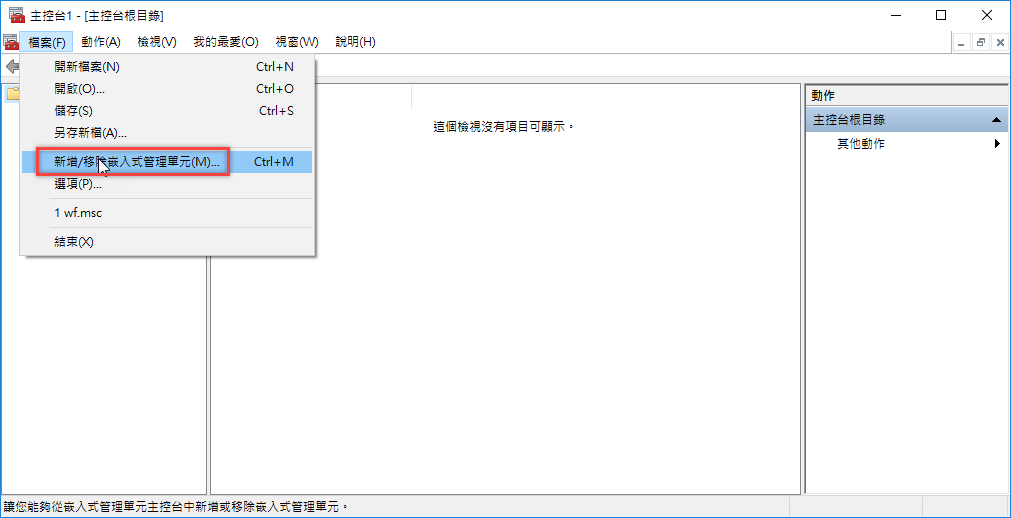 主控台1 - [主控台根目錄]
檔案(F) 動作(A) 檢視(V) 我的最愛(O) 視窗(W) 說明(H)
開新檔案(N) Ctrl+N
開啟(O)... Ctrl+O
儲存(S) Ctrl+S
另存新檔(A)...
新增/移除嵌入式管理單元(M)... Ctrl+M
選項(P)...
1 wf.msc
結束(X)
這個檢視沒有項目可顯示。
動作
主控台根目錄
其他動作
讓您能夠從嵌入式管理單元主控台中新增或移除嵌入式管理單元。